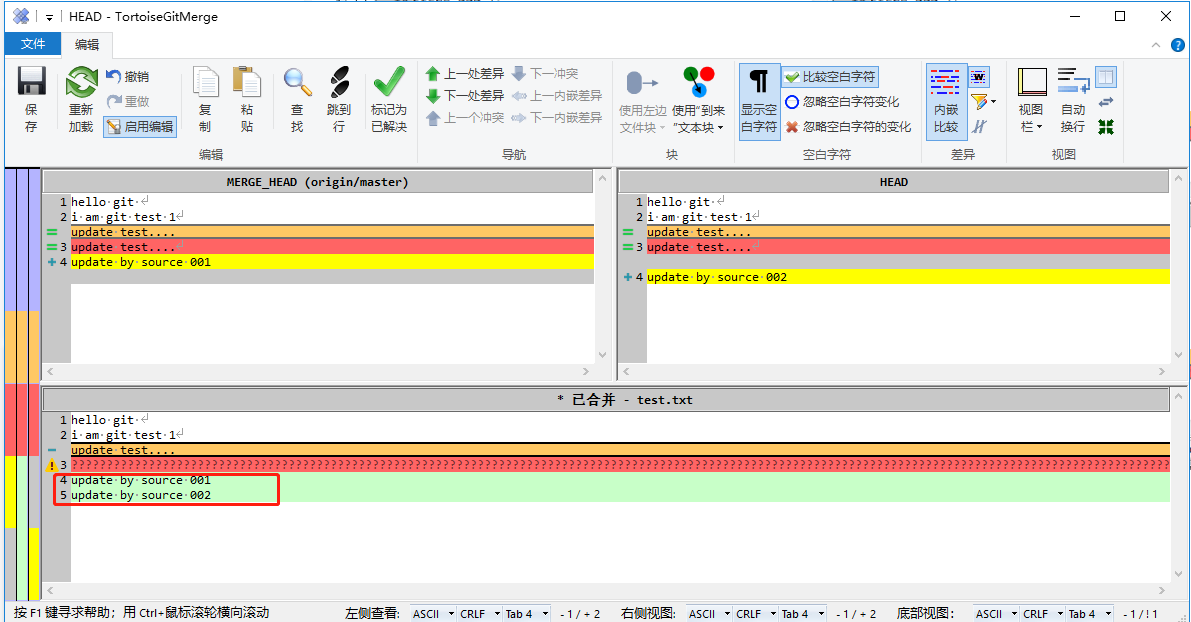 HEAD - TortoiseGitMerge
文件
编辑
保存
重新加载
撤销
重做
启用编辑
复制
粘贴
查找
跳到行
标记为已解决
编辑
上一处差异
下一处差异
上一个冲突
下一冲突
上一内嵌差异
下一内嵌差异
导航
使用左边文件块
使用"到来"文本块
块
显示空白字符
比较空白字符
忽略空白字符变化
忽略空白字符的变化
空白字符
内嵌比较
差异
视图栏
自动换行
视图
MERGE_HEAD (origin/master)
1 hello·git·
2 i·am·git·test·1
update·test....
3 update·test....
4 update·by·source·001
HEAD
1 hello·git·
2 i·am·git·test·1
update·test....
3 update·test....
4 update·by·source·002
* 已合并 - test.txt
1 hello·git·
2 i·am·git·test·1
update·test....
4 update·by·source·001
5 update·by·source·002
按 F1 键寻求帮助；用 Ctrl+鼠标滚轮横向滚动
左侧查看: ASCII CRLF Tab 4 - 1 / + 2
右侧视图: ASCII CRLF Tab 4 - 1 / + 2
底部视图: ASCII CRLF Tab 4 - 1 / ! 1